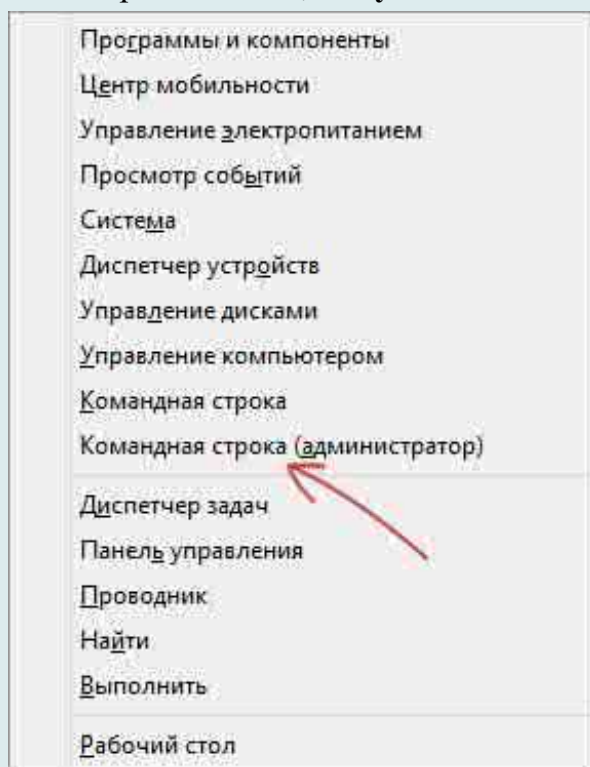 Программы и компоненты
Центр мобильности
Управление электропитанием
Просмотр событий
Система
Диспетчер устройств
Управление дисками
Управление компьютером
Командная строка
Командная строка (администратор)
Диспетчер задач
Панель управления
Проводник
Найти
Выполнить
Рабочий стол